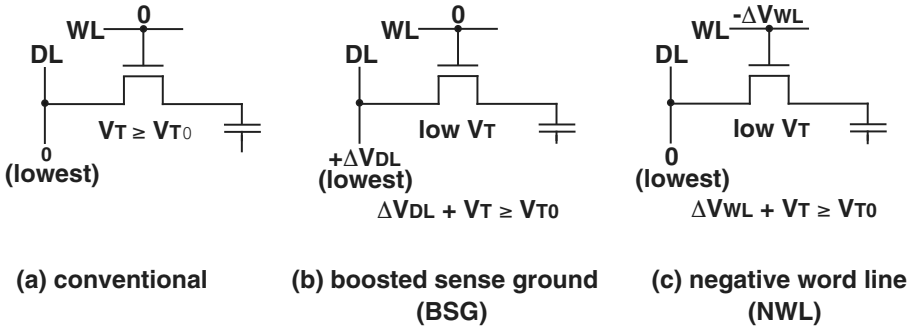 0
WL
DL
VT ≥ VT0
0
(lowest)
(a) conventional
0
WL
DL
low VT
+ΔVDL
(lowest)
ΔVDL + VT ≥ VT0
(b) boosted sense ground
(BSG)
-ΔVWL
WL
DL
low VT
0
(lowest)
ΔVWL + VT ≥ VT0
(c) negative word line
(NWL)